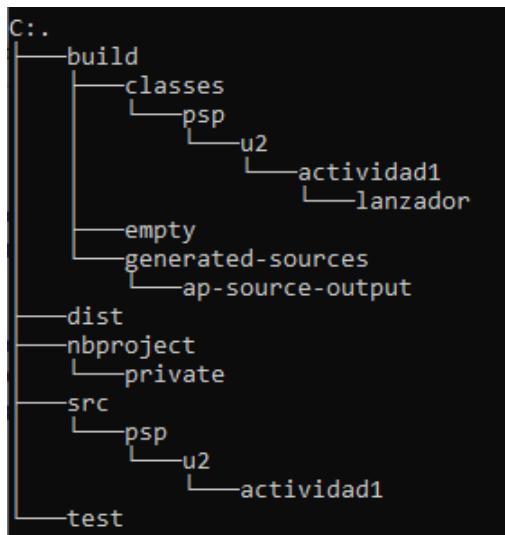 C:.
build
classes
psp
u2
actividad1
lanzador
empty
generated-sources
ap-source-output
dist
nbproject
private
src
psp
u2
actividad1
test